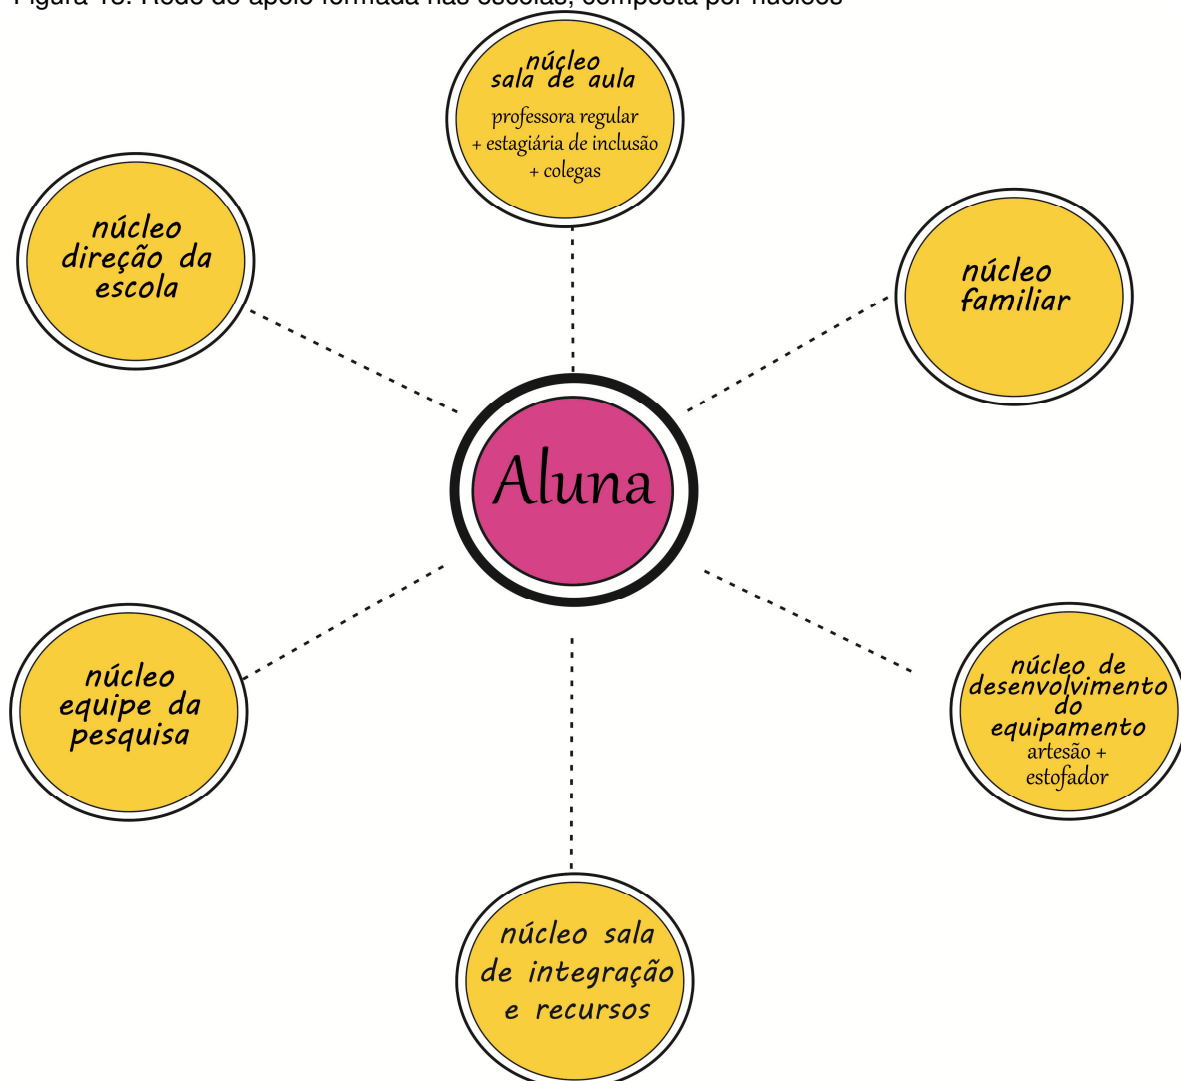 núcleo
sala de aula
professora regular
+ estagiária de inclusão
+ colegas
núcleo
direção da
escola
núcleo
familiar
Aluna
núcleo
equipe da
pesquisa
núcleo de
desenvolvimento
do
equipamento
artesão +
estofador
núcleo sala
de integração
e recursos